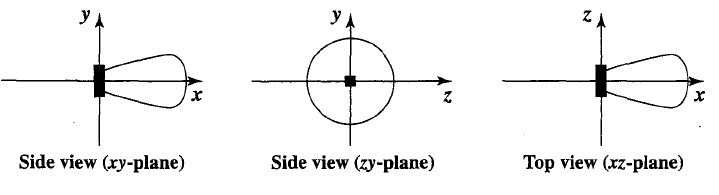 y
x
Side view (xy-plane)
y
z
Side view (zy-plane)
z
x
Top view (xz-plane)